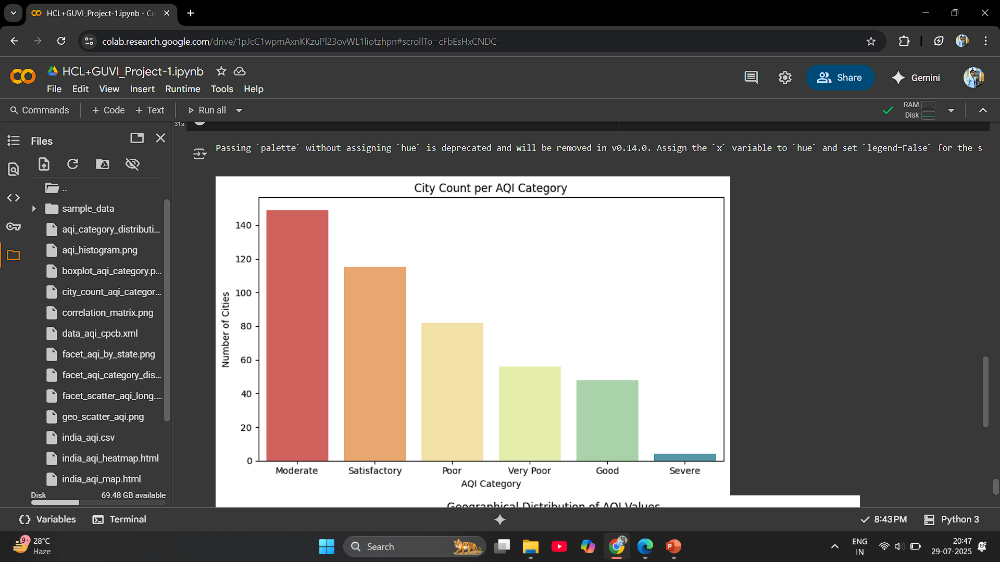 HCL+GUVI_Project-1.ipynb - Co
colab.research.google.com/drive/1pJcC1wpmAxnKKzuPl23ovWL1liotzhpn#scrollTo=cFbEsHxCNDC-
HCL+GUVI_Project-1.ipynb
File Edit View Insert Runtime Tools Help
Share
Gemini
Commands + Code + Text Run all
RAM
Disk
Files
..
sample_data
aqi_category_distributi...
aqi_histogram.png
boxplot_aqi_category.p...
city_count_aqi_categor...
correlation_matrix.png
data_aqi_cpcb.xml
facet_aqi_by_state.png
facet_aqi_category_dis...
facet_scatter_aqi_long....
geo_scatter_aqi.png
india_aqi.csv
india_aqi_heatmap.html
india_aqi_map.html
Disk 69.48 GB available
31s
Passing `palette` without assigning `hue` is deprecated and will be removed in v0.14.0. Assign the `x` variable to `hue` and set `legend=False` for the s
City Count per AQI Category
Number of Cities
140
120
100
80
60
40
20
0
Moderate Satisfactory Poor Very Poor Good Severe
AQI Category
Geographical Distribution of AQI Values
Variables Terminal
8:43 PM Python 3
9+
28°C
Haze
Search
ENG
IN
20:47
29-07-2025